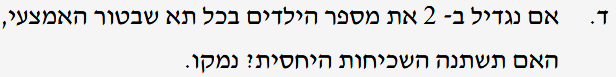 ד. אם נגדיל ב- 2 את מספר הילדים בכל תא שבטור האמצעי,
האם תשתנה השכיחות היחסית? נמקו.